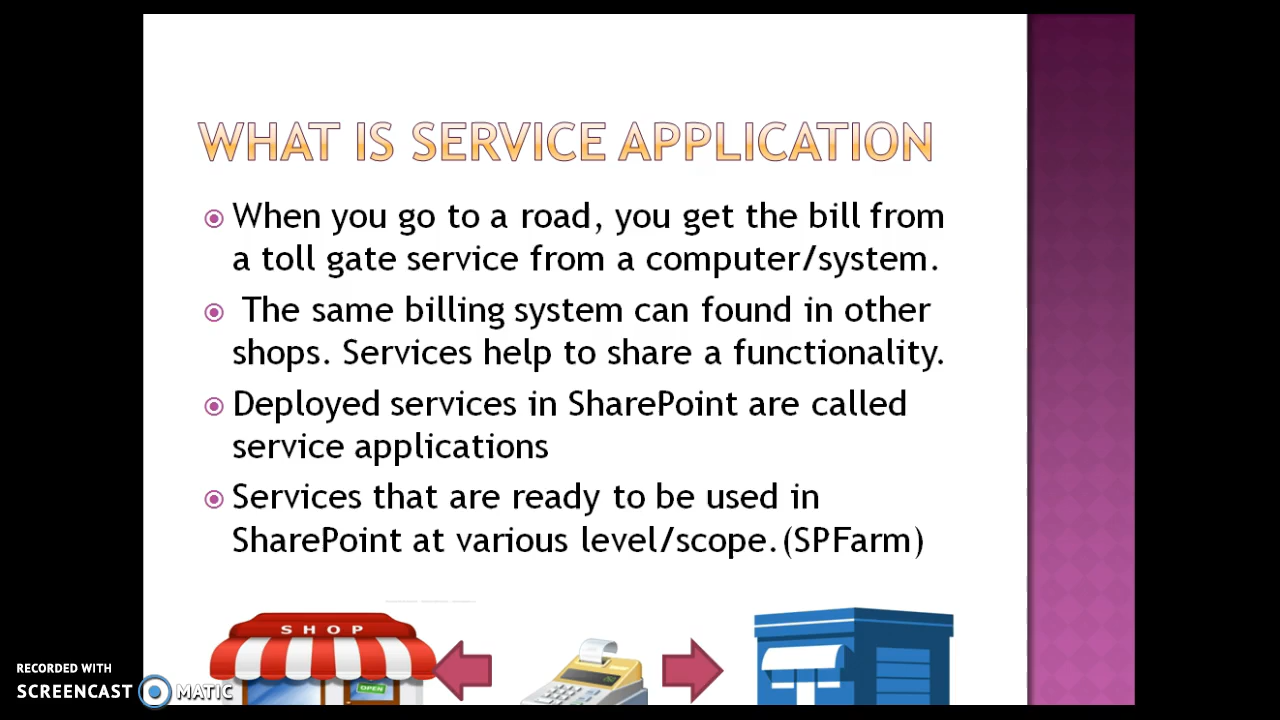 WHAT IS SERVICE APPLICATION
When you go to a road, you get the bill from
a toll gate service from a computer/system.
The same billing system can found in other
shops. Services help to share a functionality.
Deployed services in SharePoint are called
service applications
Services that are ready to be used in
SharePoint at various level/scope.(SPFarm)
SHOP
OPEN
RECORDED WITH
SCREENCAST MATIC